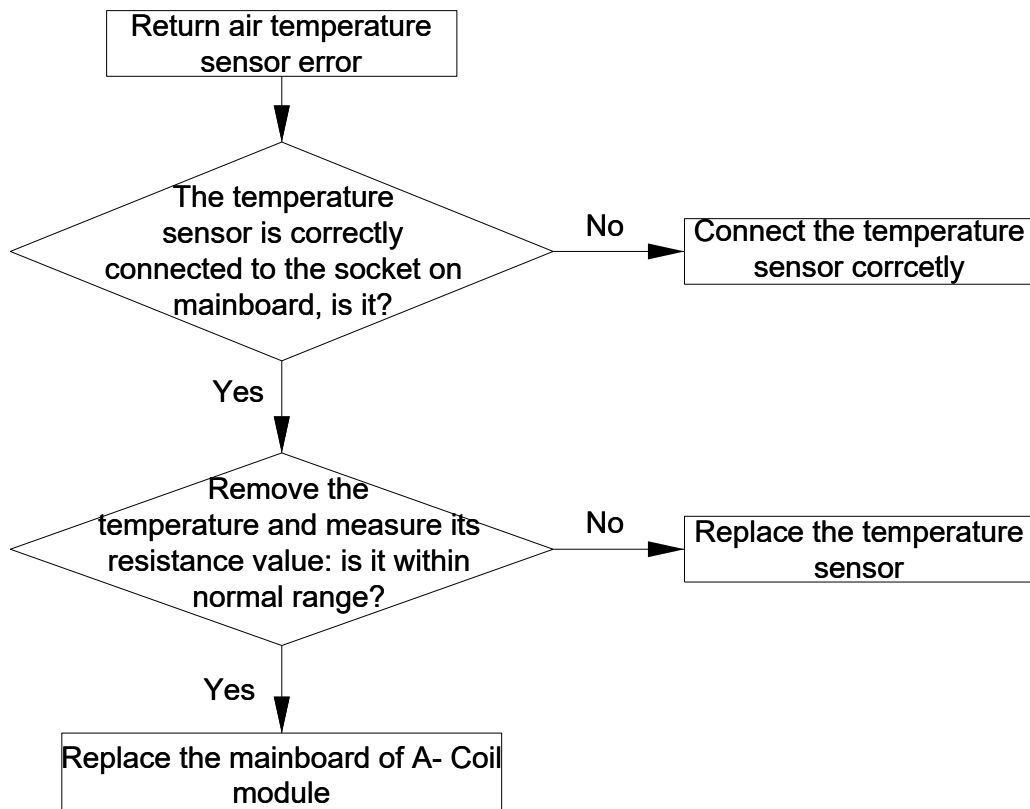 Return air temperature
sensor error
The temperature
sensor is correctly
connected to the socket on
mainboard, is it?
No
Connect the temperature
sensor corrcetly
Yes
Remove the
temperature and measure its
resistance value: is it within
normal range?
No
Replace the temperature
sensor
Yes
Replace the mainboard of A- Coil
module